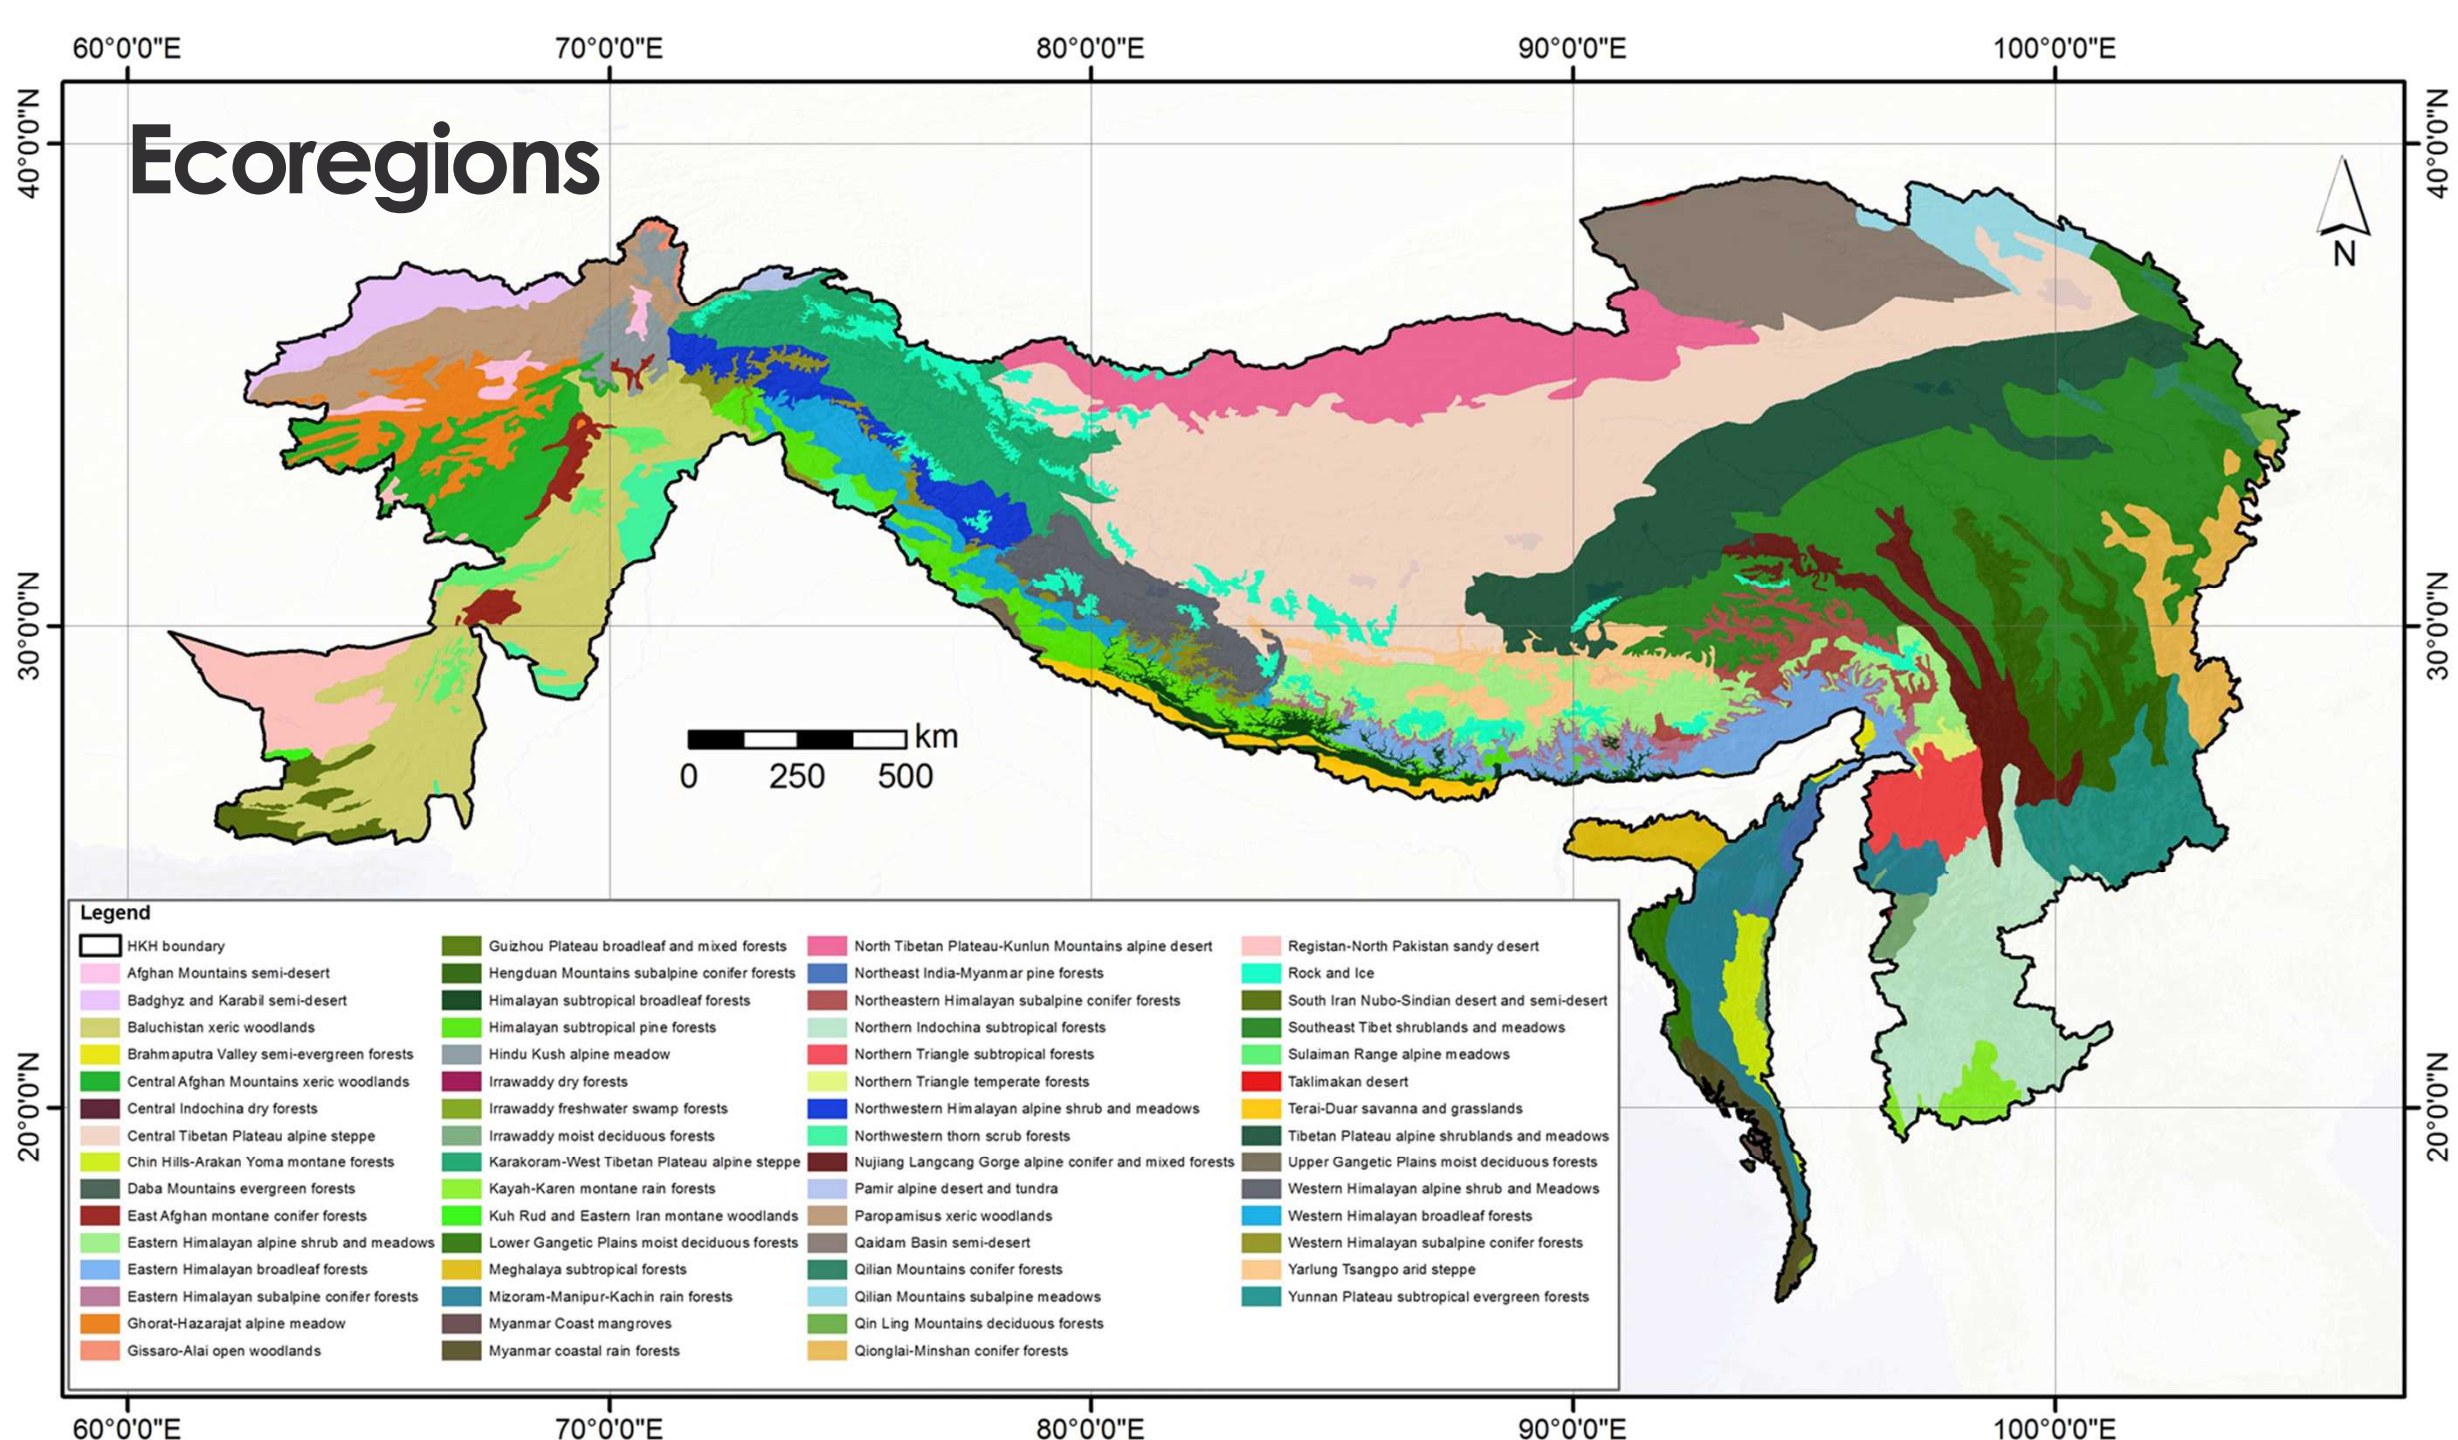 60°0'0"E 70°0'0"E 80°0'0"E 90°0'0"E 100°0'0"E
40°0'0"N
40°0'0"N
Ecoregions
N
30°0'0"N
30°0'0"N
km
0 250 500
20°0'0"N
20°0'0"N
Legend
HKH boundary
Afghan Mountains semi-desert
Badghyz and Karabil semi-desert
Baluchistan xeric woodlands
Brahmaputra Valley semi-evergreen forests
Central Afghan Mountains xeric woodlands
Central Indochina dry forests
Central Tibetan Plateau alpine steppe
Chin Hills-Arakan Yoma montane forests
Daba Mountains evergreen forests
East Afghan montane conifer forests
Eastern Himalayan alpine shrub and meadows
Eastern Himalayan broadleaf forests
Eastern Himalayan subalpine conifer forests
Ghorat-Hazarajat alpine meadow
Gissaro-Alai open woodlands
Guizhou Plateau broadleaf and mixed forests
Hengduan Mountains subalpine conifer forests
Himalayan subtropical broadleaf forests
Himalayan subtropical pine forests
Hindu Kush alpine meadow
Irrawaddy dry forests
Irrawaddy freshwater swamp forests
Irrawaddy moist deciduous forests
Karakoram-West Tibetan Plateau alpine steppe
Kayah-Karen montane rain forests
Kuh Rud and Eastern Iran montane woodlands
Lower Gangetic Plains moist deciduous forests
Meghalaya subtropical forests
Mizoram-Manipur-Kachin rain forests
Myanmar Coast mangroves
Myanmar coastal rain forests
North Tibetan Plateau-Kunlun Mountains alpine desert
Northeast India-Myanmar pine forests
Northeastern Himalayan subalpine conifer forests
Northern Indochina subtropical forests
Northern Triangle subtropical forests
Northern Triangle temperate forests
Northwestern Himalayan alpine shrub and meadows
Northwestern thorn scrub forests
Nujiang Langcang Gorge alpine conifer and mixed forests
Pamir alpine desert and tundra
Paropamisus xeric woodlands
Qaidam Basin semi-desert
Qilian Mountains conifer forests
Qilian Mountains subalpine meadows
Qin Ling Mountains deciduous forests
Qionglai-Minshan conifer forests
Registan-North Pakistan sandy desert
Rock and Ice
South Iran Nubo-Sindian desert and semi-desert
Southeast Tibet shrublands and meadows
Sulaiman Range alpine meadows
Taklimakan desert
Terai-Duar savanna and grasslands
Tibetan Plateau alpine shrublands and meadows
Upper Gangetic Plains moist deciduous forests
Western Himalayan alpine shrub and Meadows
Western Himalayan broadleaf forests
Western Himalayan subalpine conifer forests
Yarlung Tsangpo arid steppe
Yunnan Plateau subtropical evergreen forests
60°0'0"E 70°0'0"E 80°0'0"E 90°0'0"E 100°0'0"E